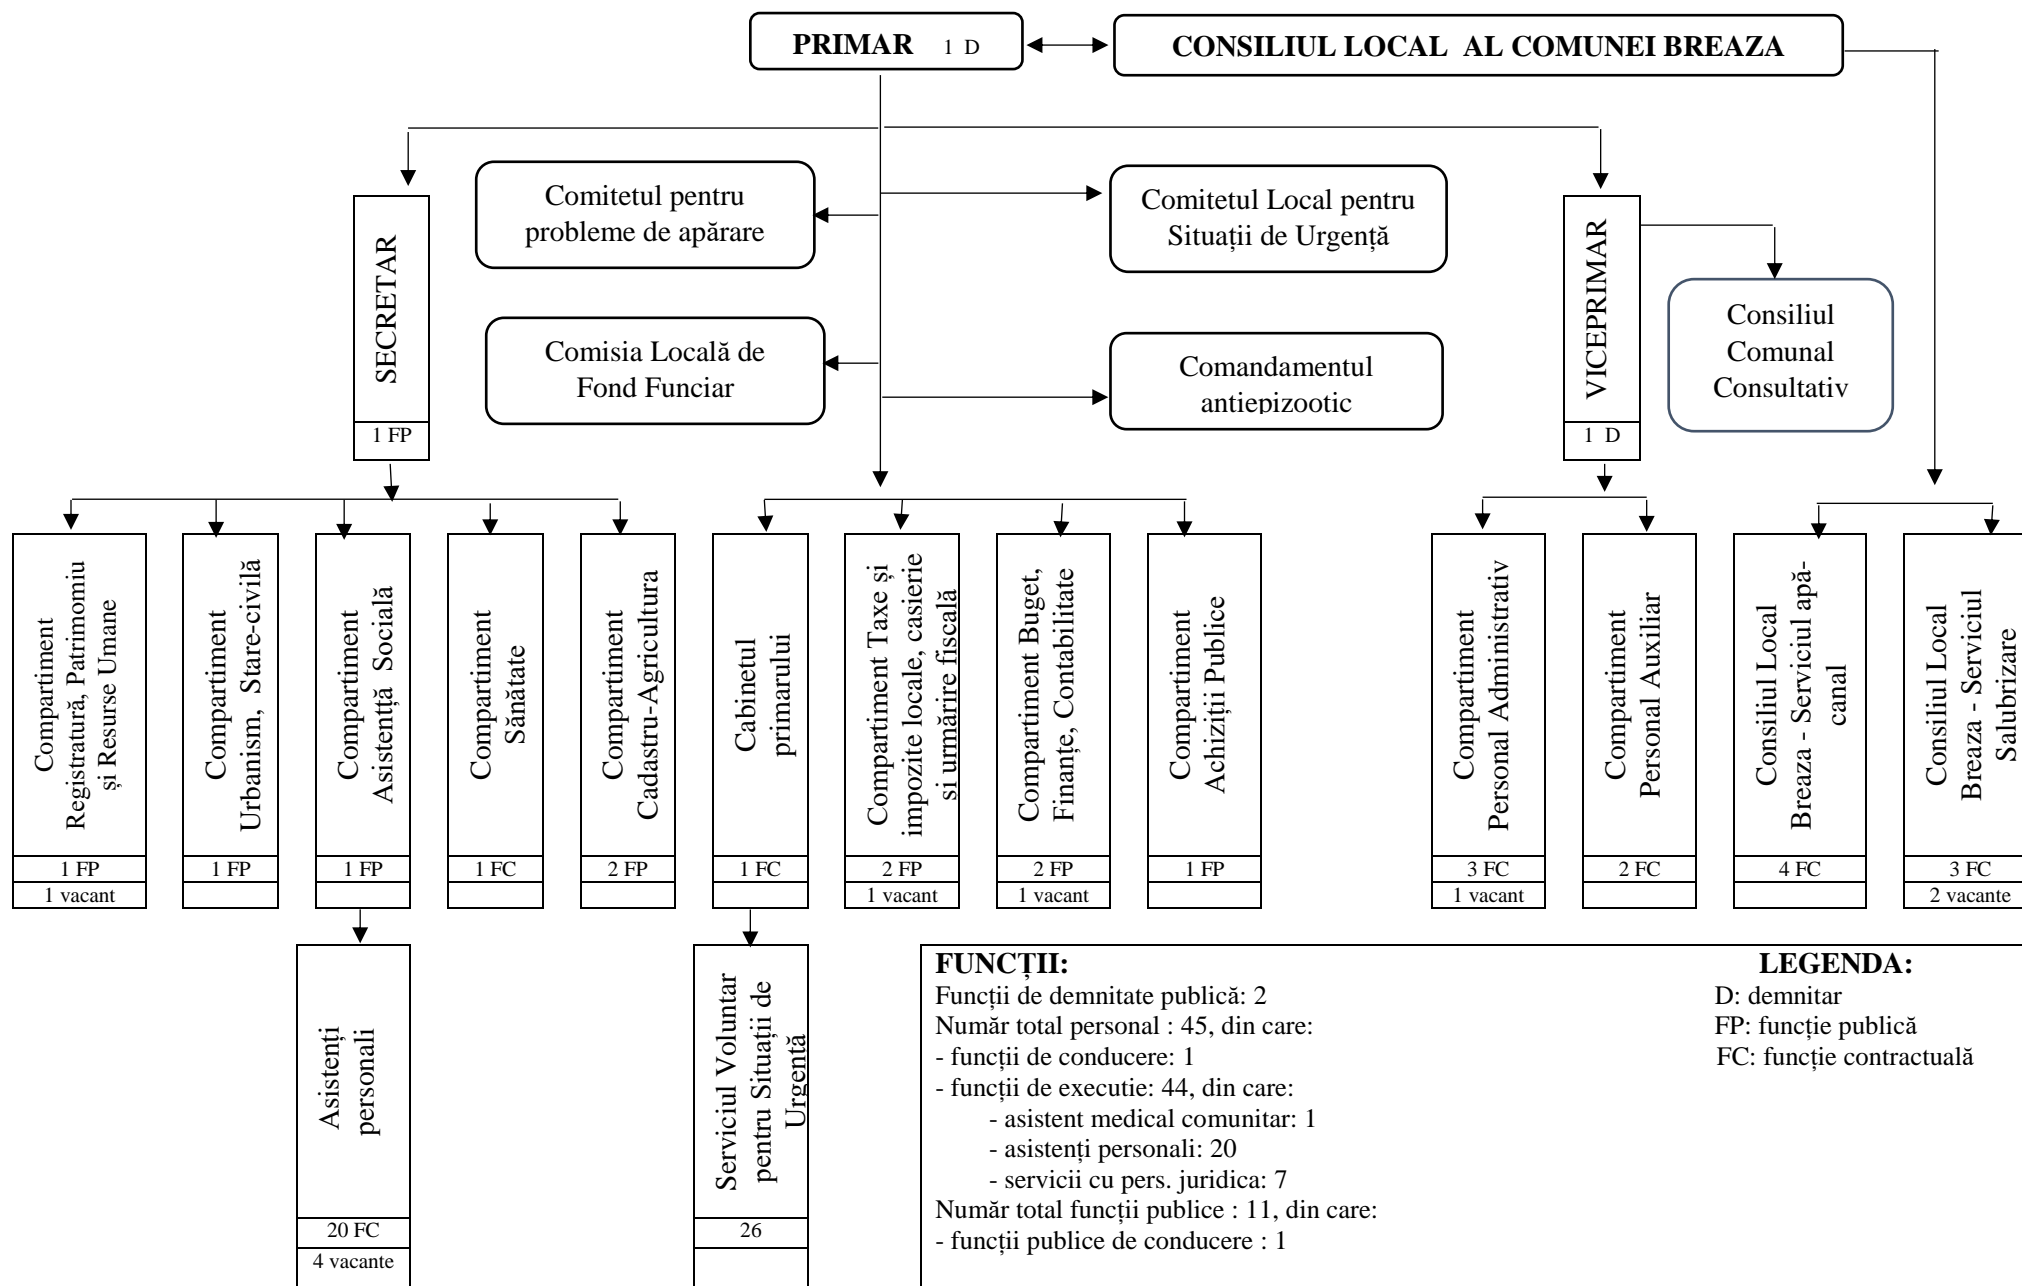 PRIMAR 1 D
CONSILIUL LOCAL AL COMUNEI BREAZA
Comitetul pentru
probleme de apărare
Comitetul Local pentru
Situații de Urgență
SECRETAR
1 FP
VICEPRIMAR
1 D
Consiliul
Comunal
Consultativ
Comisia Locală de
Fond Funciar
Comandamentul
antiepizootic
Compartiment
Registratură, Patrimomiu
și Resurse Umane
1 FP
1 vacant
Compartiment
Urbanism, Stare-civilă
1 FP
Compartiment
Asistență Socială
1 FP
Compartiment
Sănătate
1 FC
Compartiment
Cadastru-Agricultura
2 FP
Cabinetul
primarului
1 FC
Compartiment Taxe și
impozite locale, casierie
si urmărire fiscală
2 FP
1 vacant
Compartiment Buget,
Finanțe, Contabilitate
2 FP
1 vacant
Compartiment
Achiziții Publice
1 FP
Compartiment
Personal Administrativ
3 FC
1 vacant
Compartiment
Personal Auxiliar
2 FC
Consiliul Local
Breaza - Serviciul apă-
canal
4 FC
Consiliul Local
Breaza - Serviciul
Salubrizare
3 FC
2 vacante
Asistenți
personali
20 FC
4 vacante
Serviciul Voluntar
pentru Situații de
Urgență
26
FUNCȚII:
Funcții de demnitate publică: 2
Număr total personal : 45, din care:
- funcții de conducere: 1
- funcții de executie: 44, din care:
- asistent medical comunitar: 1
- asistenți personali: 20
- servicii cu pers. juridica: 7
Număr total funcții publice : 11, din care:
- funcții publice de conducere : 1
LEGENDA:
D: demnitar
FP: funcție publică
FC: funcție contractuală